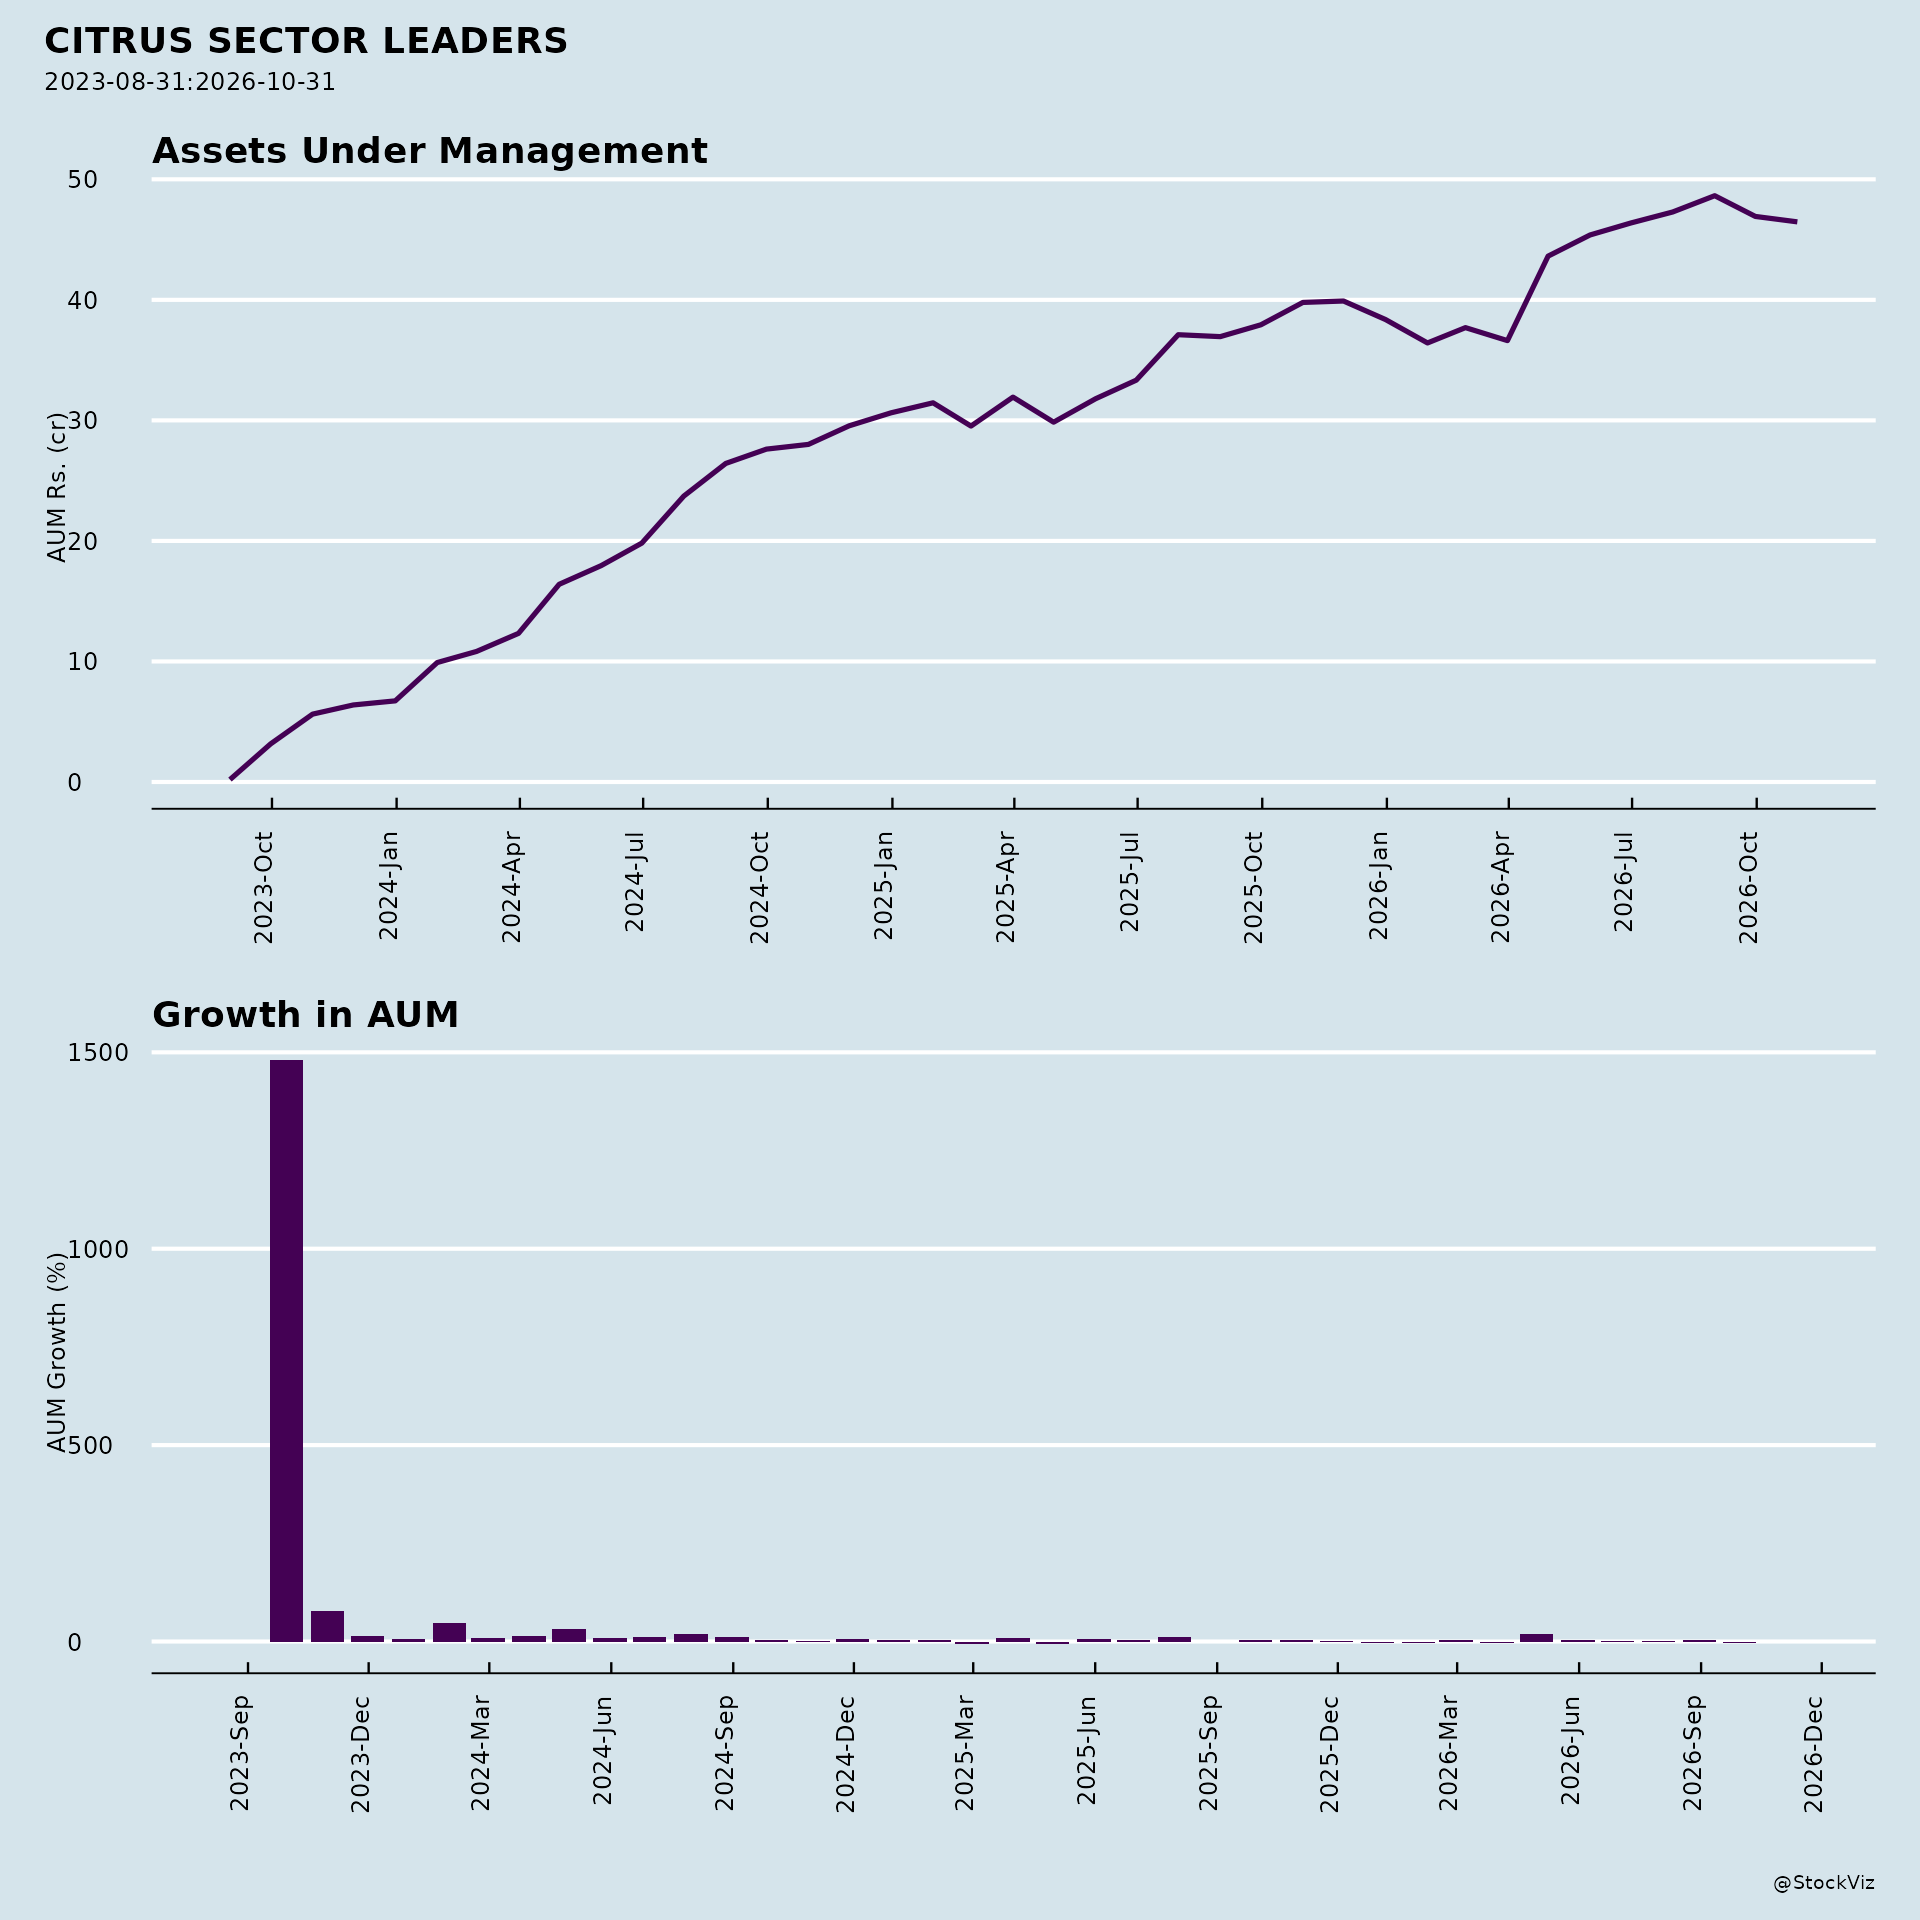 CITRUS SECTOR LEADERS
2023-08-31:2026-10-31
Assets Under Management
AUM Rs. (cr)
50
40
30
20
10
0
2023-Oct
2024-Jan
2024-Apr
2024-Jul
2024-Oct
2025-Jan
2025-Apr
2025-Jul
2025-Oct
2026-Jan
2026-Apr
2026-Jul
2026-Oct
Growth in AUM
AUM Growth (%)
1500
1000
500
0
2023-Sep
2023-Dec
2024-Mar
2024-Jun
2024-Sep
2024-Dec
2025-Mar
2025-Jun
2025-Sep
2025-Dec
2026-Mar
2026-Jun
2026-Sep
2026-Dec
@StockViz